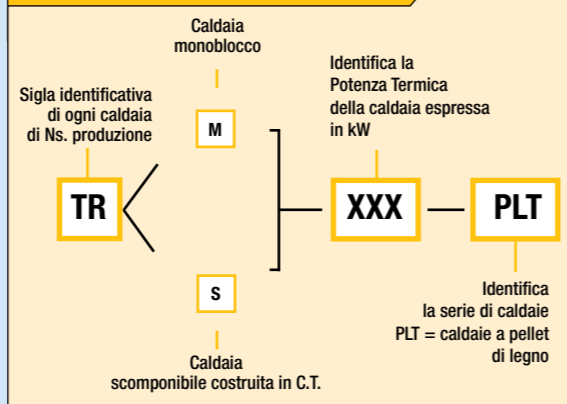 Caldaia
monoblocco
Identifica la
Potenza Termica
della caldaia espressa
in kW
Sigla identificativa
di ogni caldaia
di Ns. produzione
M
TR
XXX
PLT
S
Identifica
la serie di caldaie
PLT = caldaie a pellet
di legno
Caldaia
scomponibile costruita in C.T.